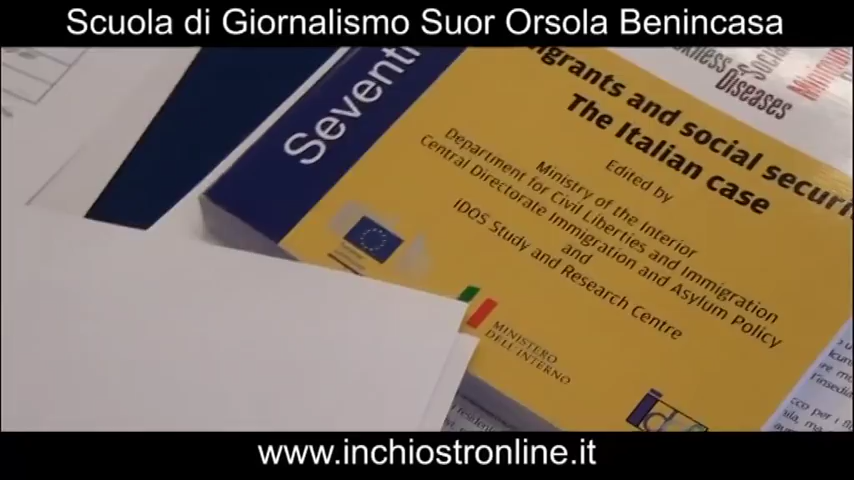 Scuola di Giornalismo Suor Orsola Benincasa
and social
Diseases
Seventh
and social
The Italian case
Edited by
Ministry of the Interior
Department for Civil Liberties and Immigration
Central Directorate Immigration and Asylum Policy
and
IDOS Study and Research Centre
MINISTERO
DELL'INTERNO
www.inchiostronline.it